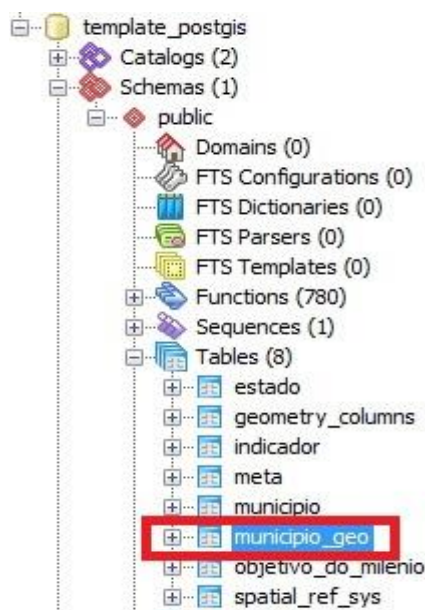 template_postgis
Catalogs (2)
Schemas (1)
public
Domains (0)
FTS Configurations (0)
FTS Dictionaries (0)
FTS Parsers (0)
FTS Templates (0)
Functions (780)
Sequences (1)
Tables (8)
estado
geometry_columns
indicador
meta
municipio
municipio_geo
objetivo_do_milenio
spatial_ref_sys